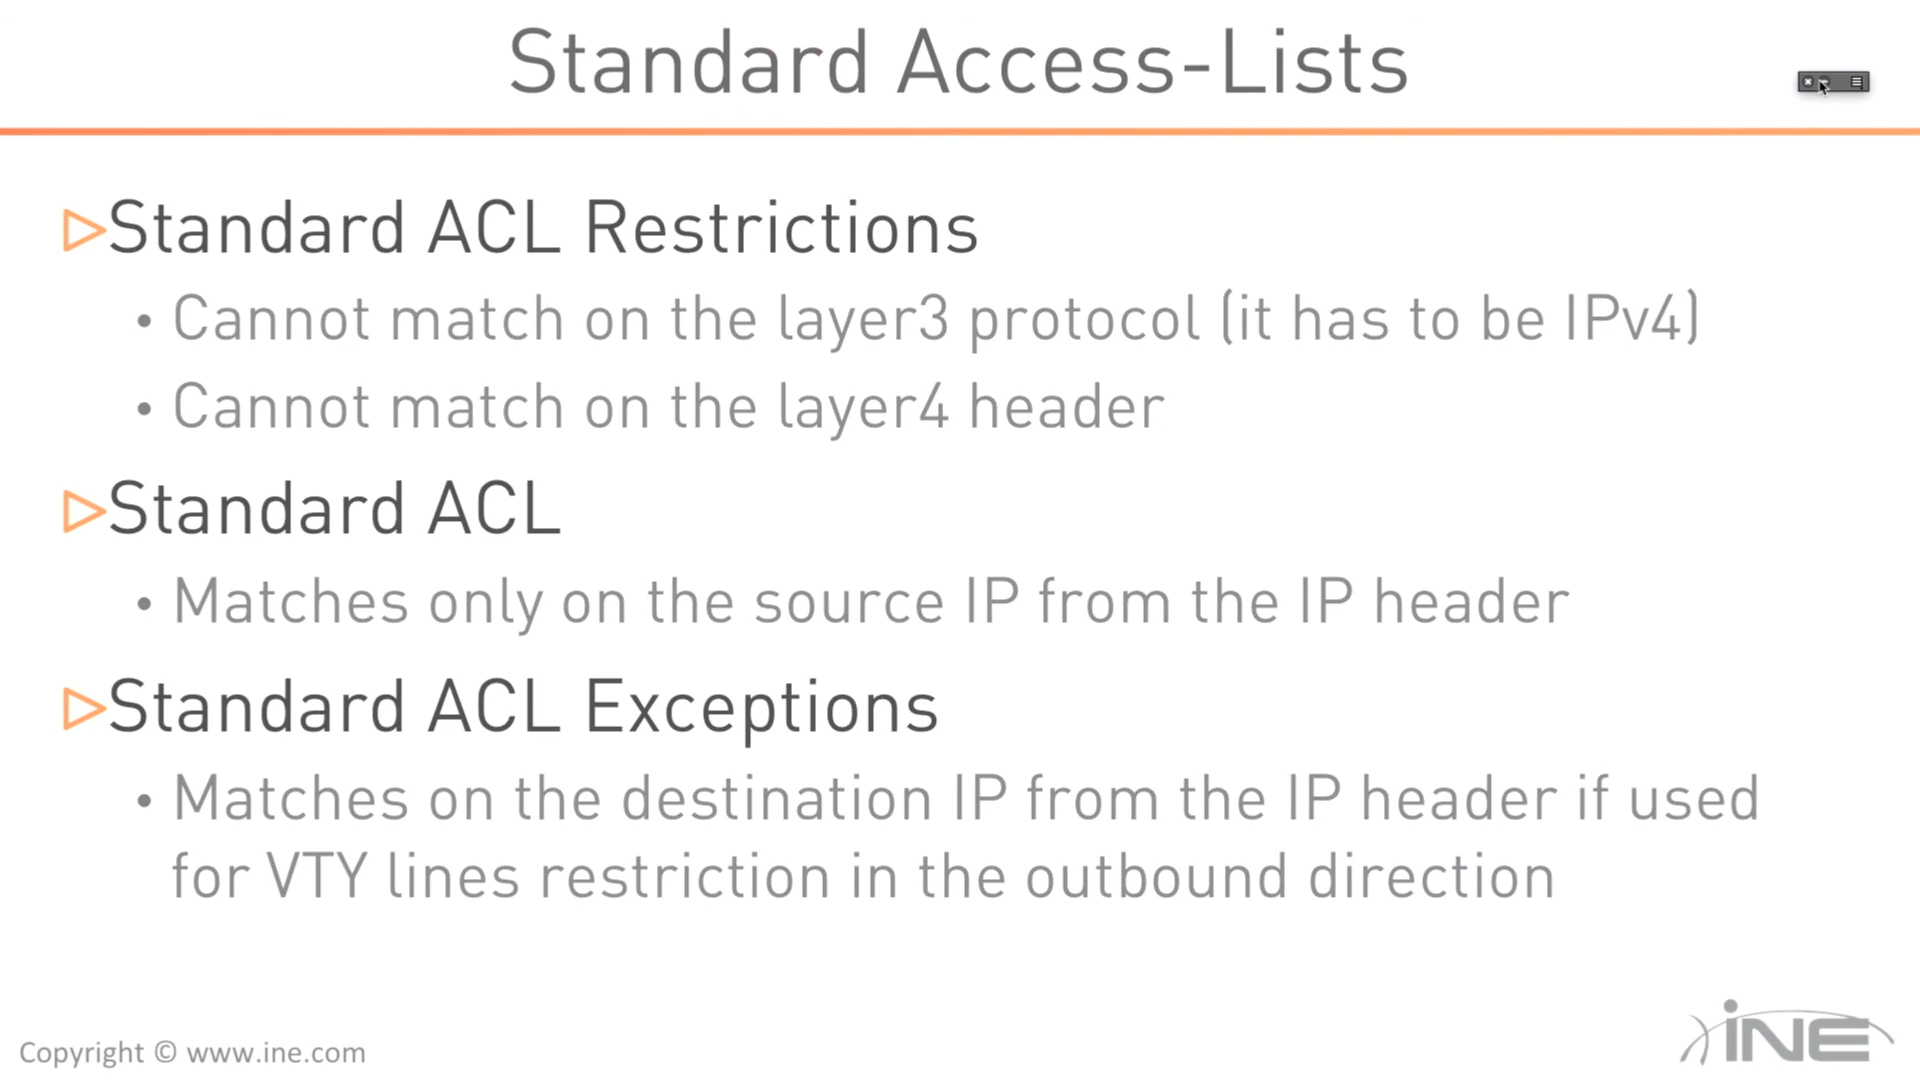 Standard Access-Lists
Standard ACL Restrictions
• Cannot match on the layer3 protocol (it has to be IPv4)
• Cannot match on the layer4 header
Standard ACL
• Matches only on the source IP from the IP header
Standard ACL Exceptions
• Matches on the destination IP from the IP header if used
for VTY lines restriction in the outbound direction
Copyright © www.ine.com
iNE